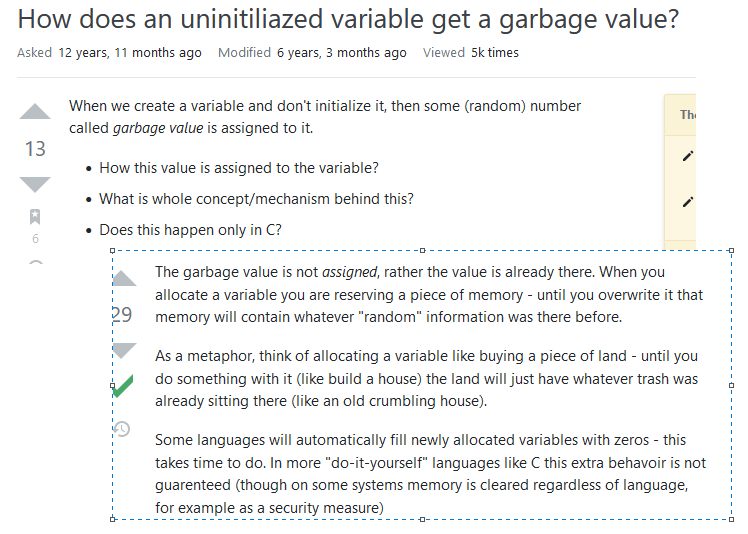 How does an uninitiliazed variable get a garbage value?
Asked 12 years, 11 months ago Modified 6 years, 3 months ago Viewed 5k times
When we create a variable and don't initialize it, then some (random) number
called garbage value is assigned to it.
13
• How this value is assigned to the variable?
• What is whole concept/mechanism behind this?
• Does this happen only in C?
6
The garbage value is not assigned, rather the value is already there. When you
allocate a variable you are reserving a piece of memory - until you overwrite it that
memory will contain whatever "random" information was there before.
29
As a metaphor, think of allocating a variable like buying a piece of land - until you
do something with it (like build a house) the land will just have whatever trash was
already sitting there (like an old crumbling house).
Some languages will automatically fill newly allocated variables with zeros - this
takes time to do. In more "do-it-yourself" languages like C this extra behavoir is not
guarenteed (though on some systems memory is cleared regardless of language,
for example as a security measure)